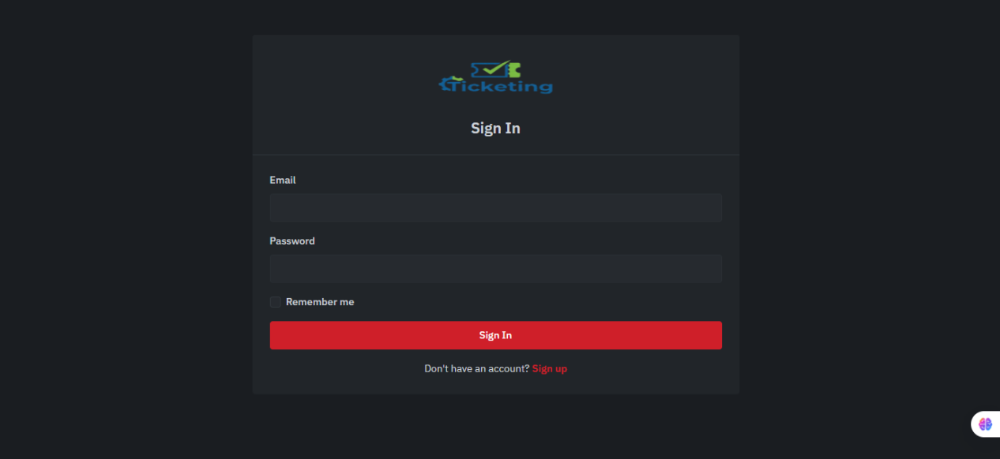 Ticketing
Sign In
Email
Password
Remember me
Sign In
Don't have an account? Sign up